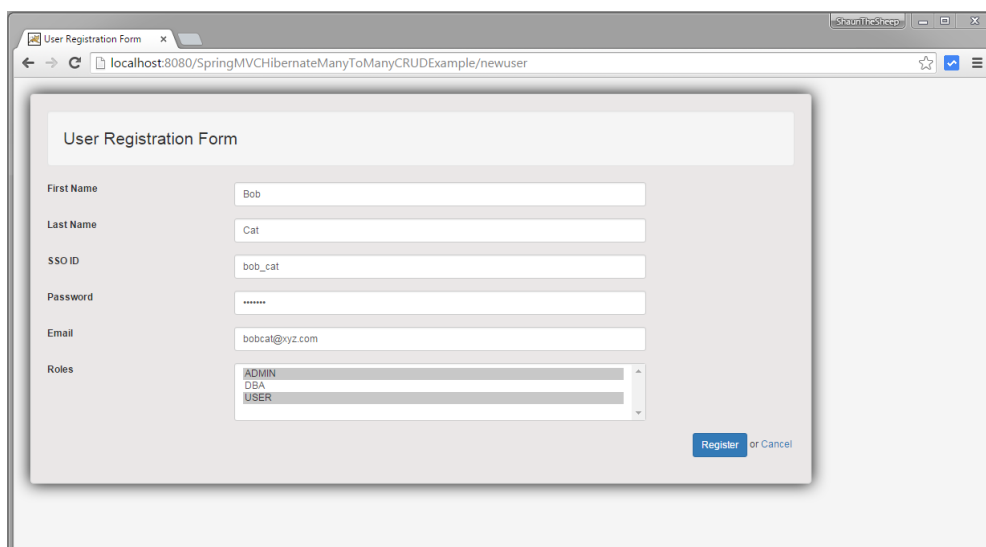 ShaunTheSheep
User Registration Form
localhost:8080/SpringMVCHibernateManyToManyCRUDExample/newuser
User Registration Form
First Name
Bob
Last Name
Cat
SSO ID
bob_cat
Password
•••••••
Email
bobcat@xyz.com
Roles
ADMIN
DBA
USER
Register or Cancel